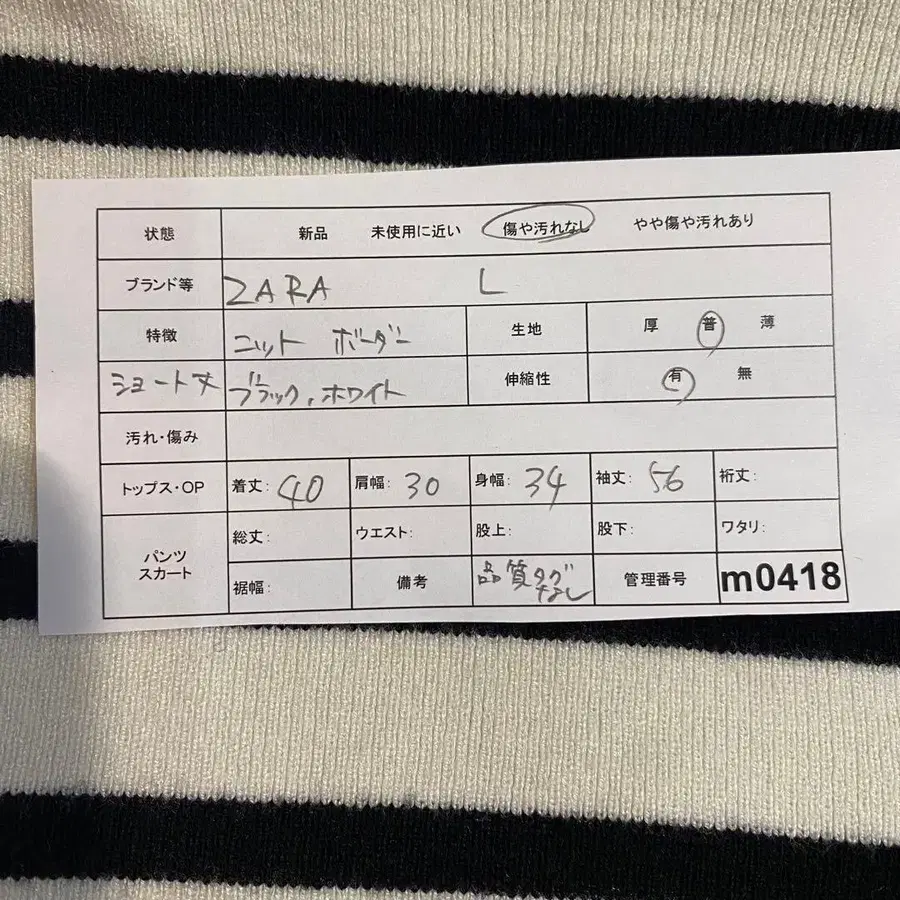 状態 新品 未使用に近い 傷や汚れなし やや傷や汚れあり
ブランド等 ZARA L
特徴 ニット ボーダー 生地 厚 普 薄
ショート丈 ブラック, ホワイト 伸縮性 有 無
汚れ・傷み
トップス・OP 着丈: 40 肩幅: 30 身幅: 34 袖丈: 56 裄丈:
パンツ スカート 総丈: ウエスト: 股上: 股下: ワタリ:
裾幅: 備考 品質タグなし 管理番号 m0418